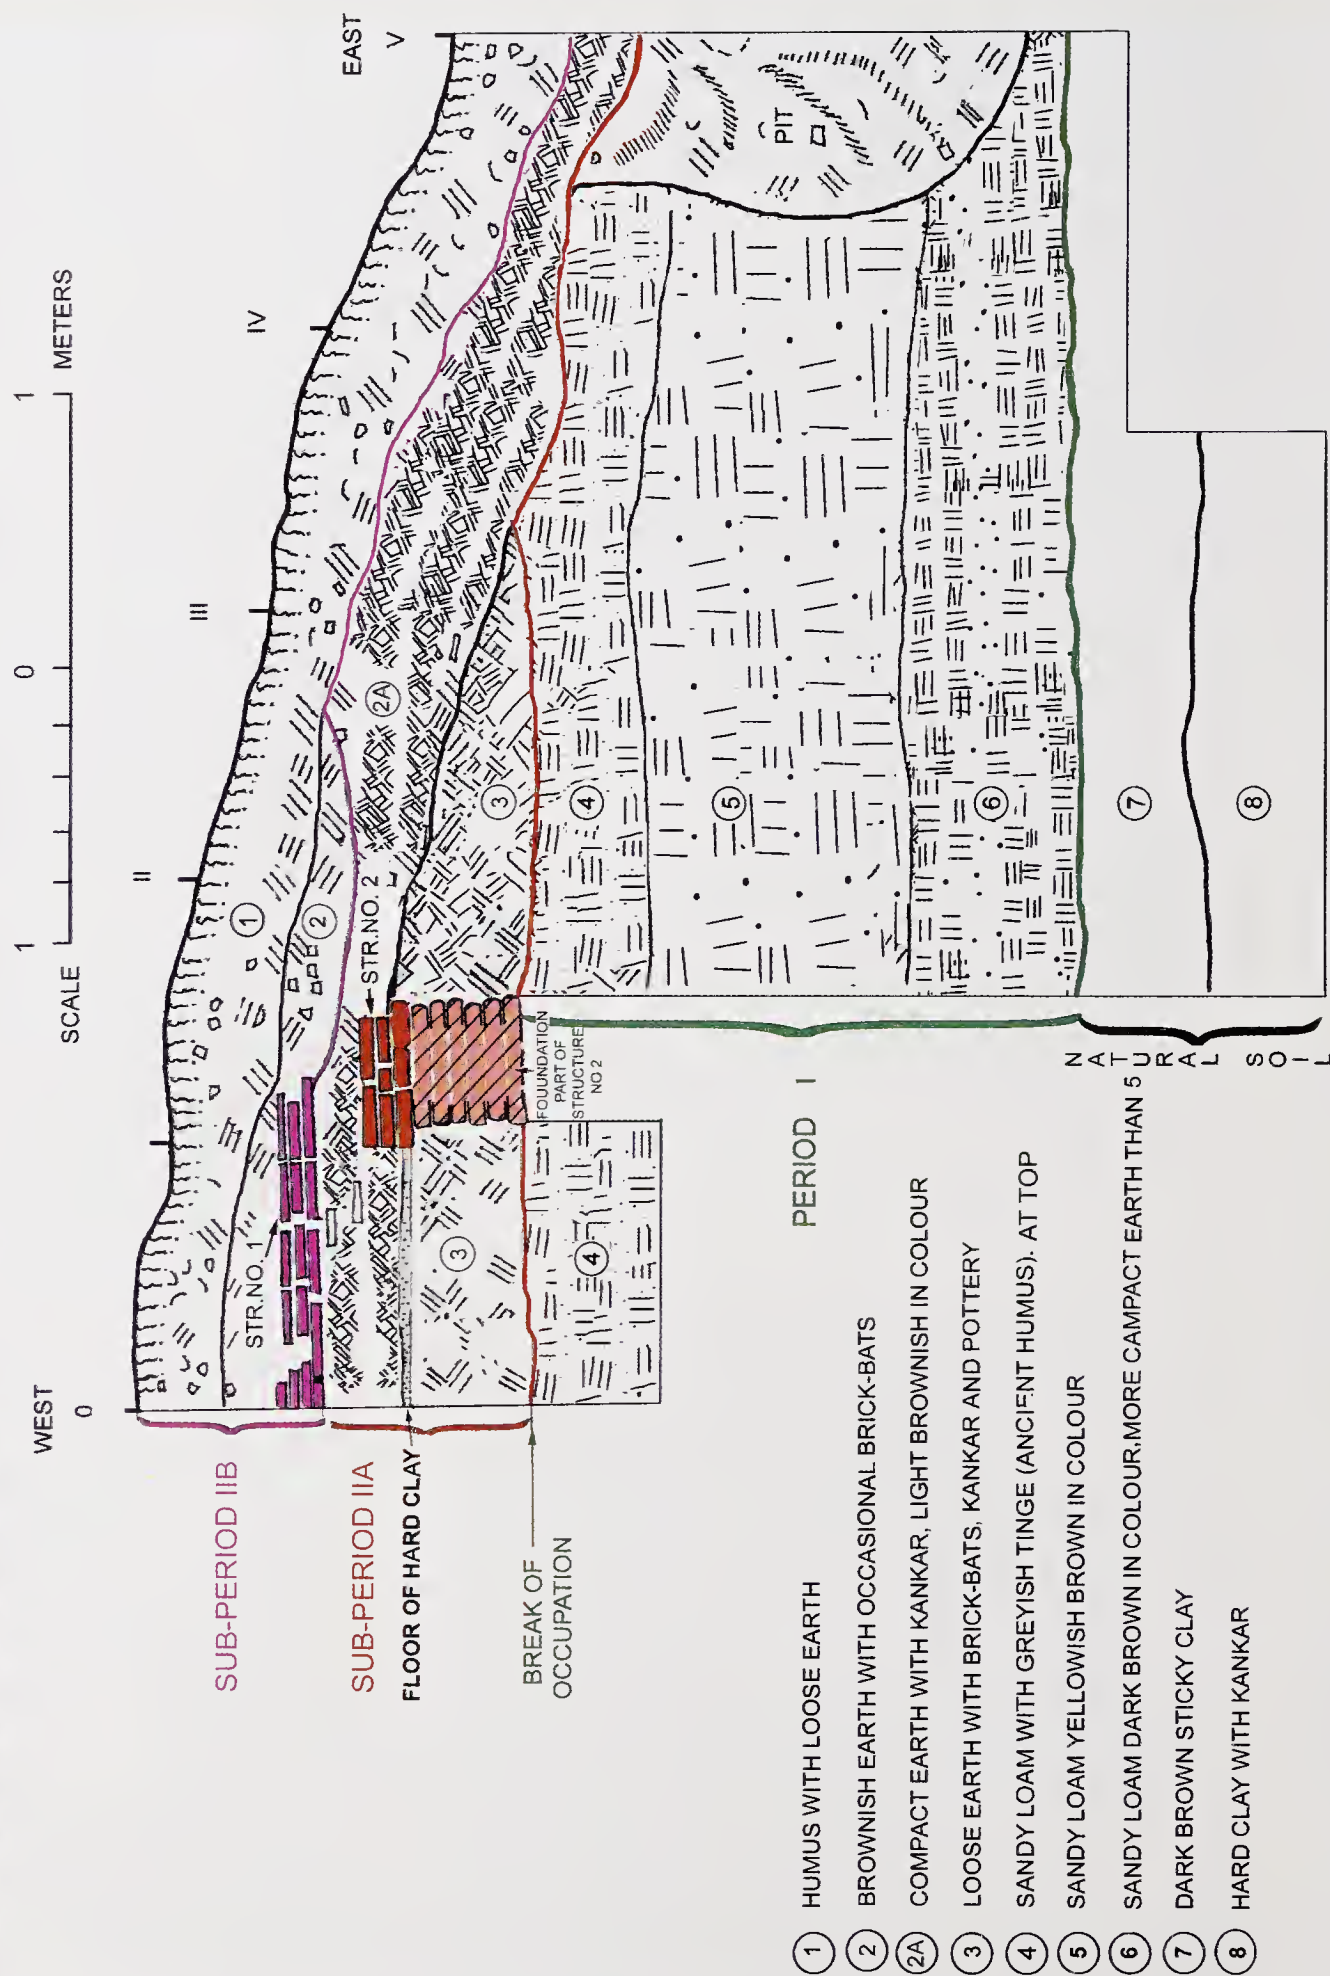 WEST
EAST
0
II
III
IV
V
SCALE
1
0
1
METERS
SUB-PERIOD IIB
SUB-PERIOD IIA
FLOOR OF HARD CLAY
BREAK OF
OCCUPATION
STR.NO. 1
STR.NO. 2
FOUUNDATION
PART OF
STRUCTURE
NO 2
PIT
1
2
2A
3
3
4
4
5
6
7
8
PERIOD I
NATURAL SOIL
1 HUMUS WITH LOOSE EARTH
2 BROWNISH EARTH WITH OCCASIONAL BRICK-BATS
2A COMPACT EARTH WITH KANKAR, LIGHT BROWNISH IN COLOUR
3 LOOSE EARTH WITH BRICK-BATS, KANKAR AND POTTERY
4 SANDY LOAM WITH GREYISH TINGE (ANCIENT HUMUS). AT TOP
5 SANDY LOAM YELLOWISH BROWN IN COLOUR
6 SANDY LOAM DARK BROWN IN COLOUR,MORE CAMPACT EARTH THAN 5
7 DARK BROWN STICKY CLAY
8 HARD CLAY WITH KANKAR